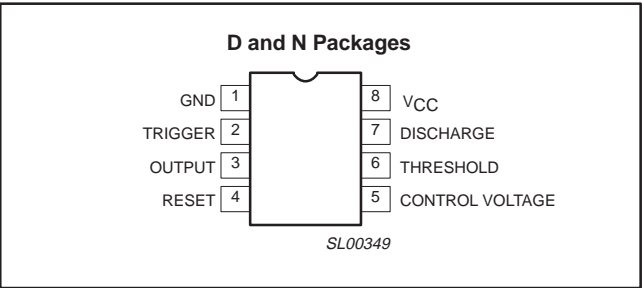 D and N Packages
GND 1 8 VCC
TRIGGER 2 7 DISCHARGE
OUTPUT 3 6 THRESHOLD
RESET 4 5 CONTROL VOLTAGE
SL00349